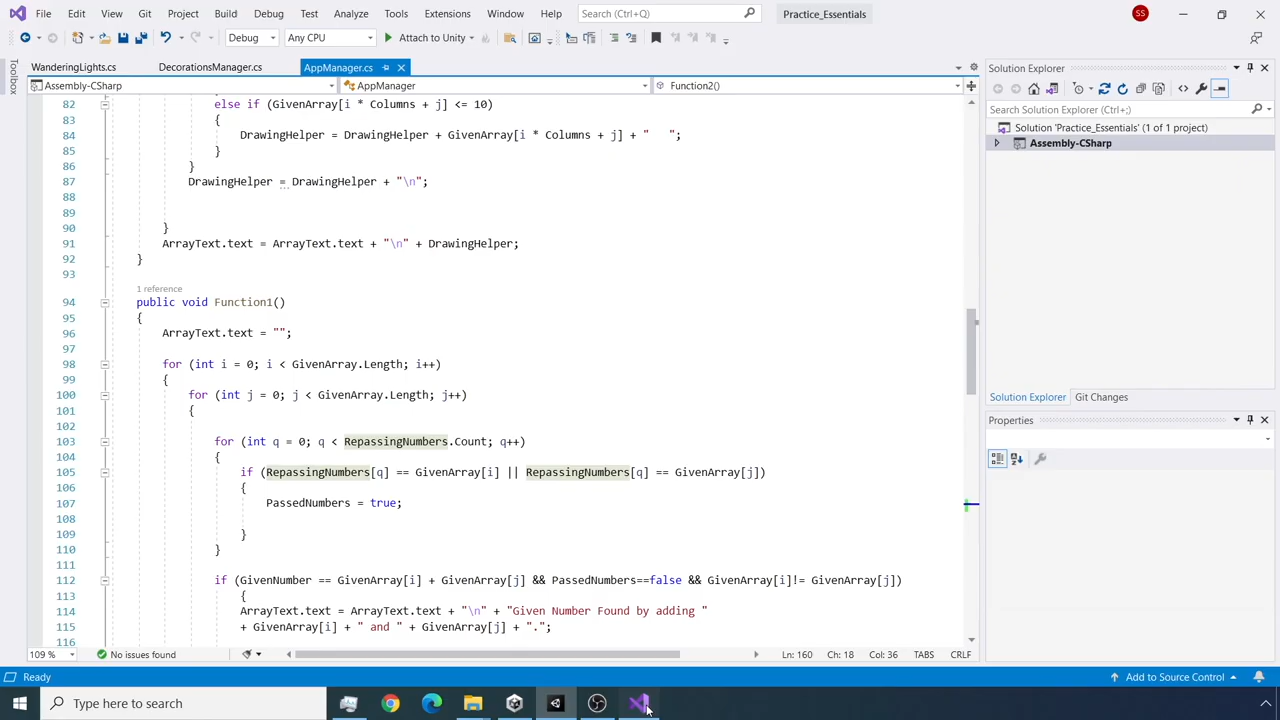 File Edit View Git Project Build Debug Test Analyze Tools Extensions Window Help Search (Ctrl+Q) Practice_Essentials SS
Debug Any CPU Attach to Unity
Toolbox
WanderingLights.cs DecorationsManager.cs AppManager.cs
Assembly-CSharp AppManager Function2()
82 else if (GivenArray[i * Columns + j] <= 10)
83 {
84 DrawingHelper = DrawingHelper + GivenArray[i * Columns + j] + "   ";
85 }
86 }
87 DrawingHelper = DrawingHelper + "\n";
88
89
90 }
91 ArrayText.text = ArrayText.text + "\n" + DrawingHelper;
92 }
93
1 reference
94 public void Function1()
95 {
96 ArrayText.text = "";
97
98 for (int i = 0; i < GivenArray.Length; i++)
99 {
100 for (int j = 0; j < GivenArray.Length; j++)
101 {
102
103 for (int q = 0; q < RepassingNumbers.Count; q++)
104 {
105 if (RepassingNumbers[q] == GivenArray[i] || RepassingNumbers[q] == GivenArray[j])
106 {
107 PassedNumbers = true;
108
109 }
110 }
111
112 if (GivenNumber == GivenArray[i] + GivenArray[j] && PassedNumbers==false && GivenArray[i]!= GivenArray[j])
113 {
114 ArrayText.text = ArrayText.text + "\n" + "Given Number Found by adding "
115 + GivenArray[i] + " and " + GivenArray[j] + ".";
116
109 % No issues found Ln: 160 Ch: 18 Col: 36 TABS CRLF
Solution Explorer
Search Solution Explorer (Ctrl+;)
Solution 'Practice_Essentials' (1 of 1 project)
Assembly-CSharp
Solution Explorer Git Changes
Properties
Ready Add to Source Control
Type here to search